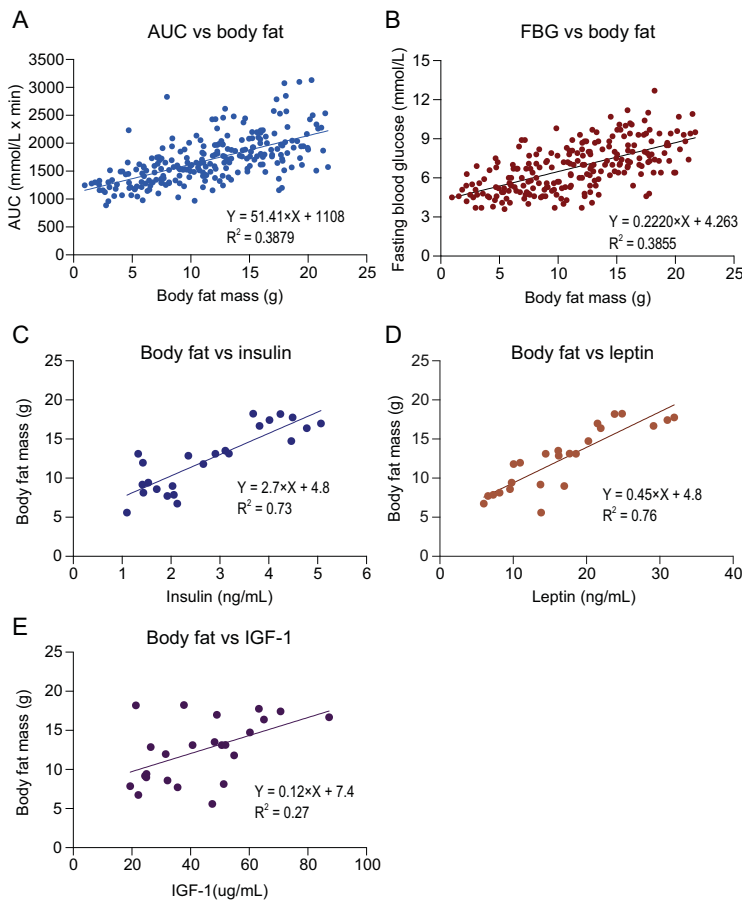 A
AUC vs body fat
AUC (mmol/L x min)
3500
3000
2500
2000
1500
1000
500
0
0 5 10 15 20 25
Body fat mass (g)
Y = 51.41×X + 1108
R² = 0.3879
B
FBG vs body fat
Fasting blood glucose (mmol/L)
15
12
9
6
3
0
0 5 10 15 20 25
Body fat mass (g)
Y = 0.2220×X + 4.263
R² = 0.3855
C
Body fat vs insulin
Body fat mass (g)
25
20
15
10
5
0
0 1 2 3 4 5 6
Insulin (ng/mL)
Y = 2.7×X + 4.8
R² = 0.73
D
Body fat vs leptin
Body fat mass (g)
25
20
15
10
5
0
0 10 20 30 40
Leptin (ng/mL)
Y = 0.45×X + 4.8
R² = 0.76
E
Body fat vs IGF-1
Body fat mass (g)
25
20
15
10
5
0
0 20 40 60 80 100
IGF-1(ug/mL)
Y = 0.12×X + 7.4
R² = 0.27